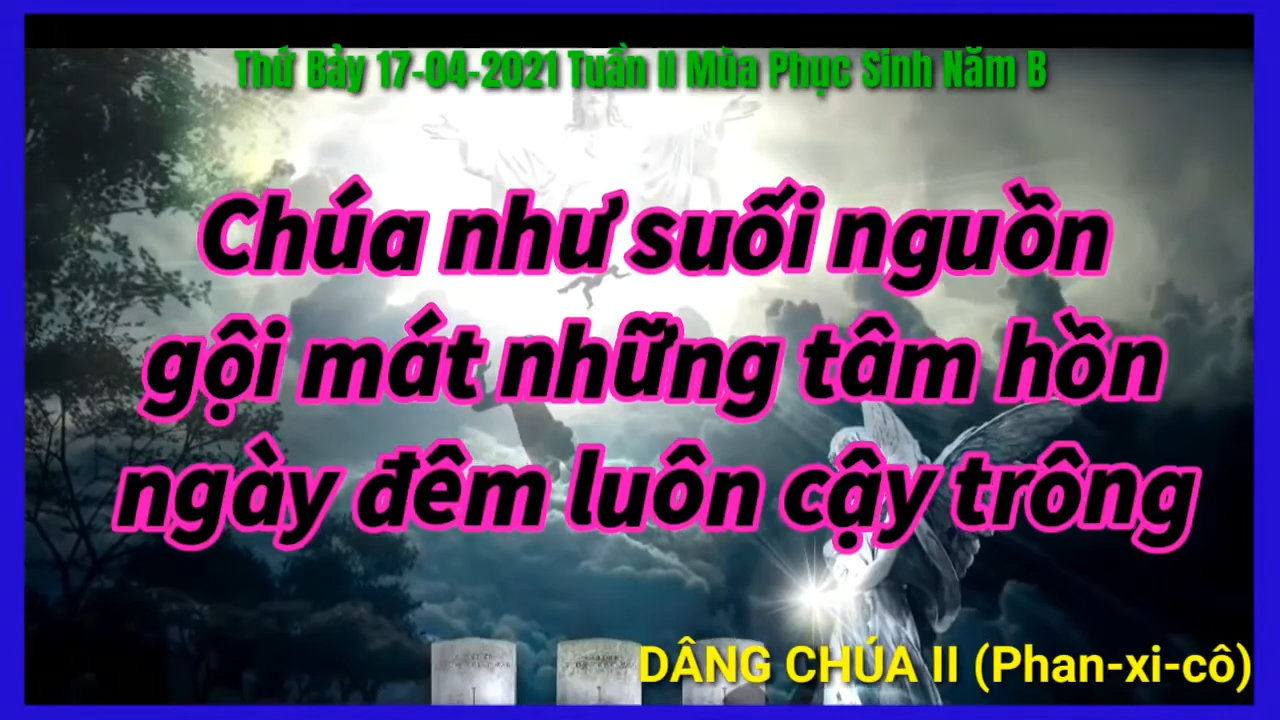 Thứ Bảy 17-04-2021 Tuần II Mùa Phục Sinh Năm B
Chúa như suối nguồn
gội mát những tâm hồn
ngày đêm luôn cậy trông
DÂNG CHÚA II (Phan-xi-cô)